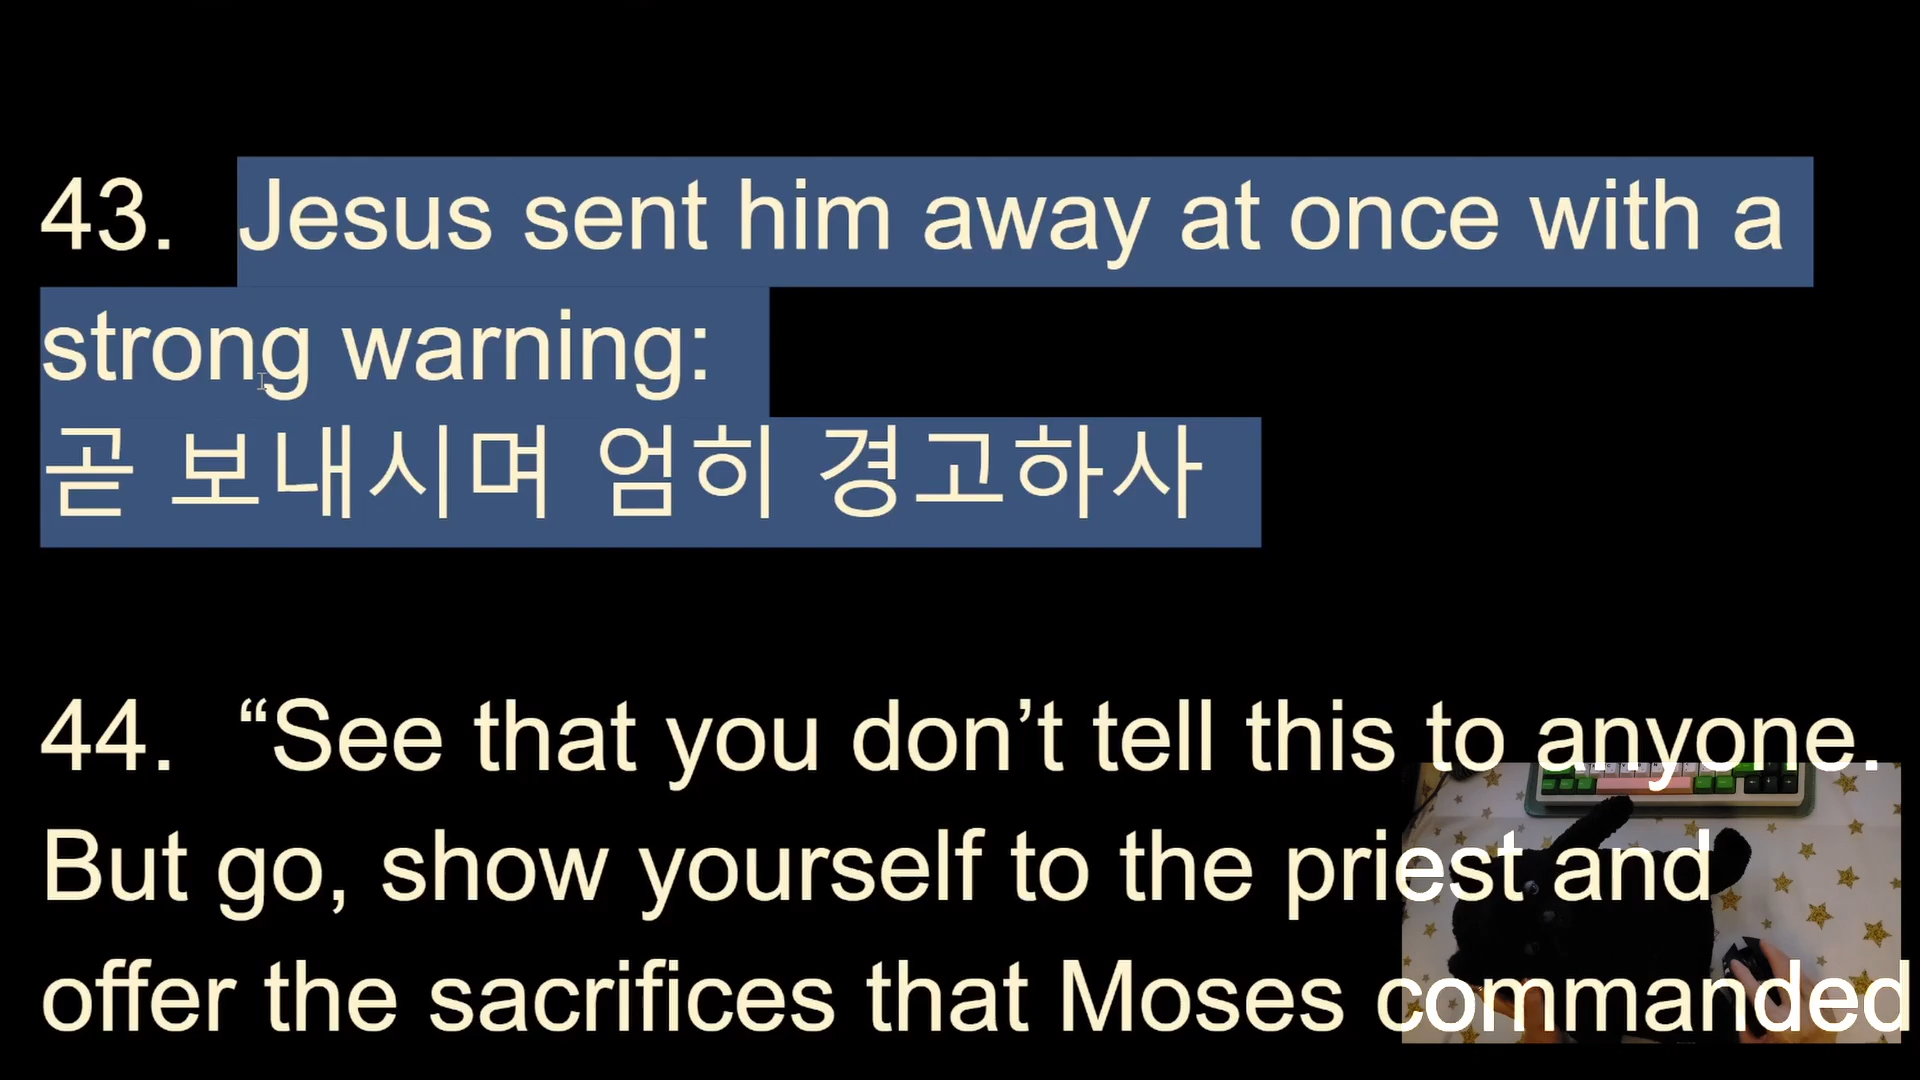 43. Jesus sent him away at once with a
strong warning:
곧 보내시며 엄히 경고하사
44. “See that you don’t tell this to anyone.
But go, show yourself to the priest and
offer the sacrifices that Moses commanded